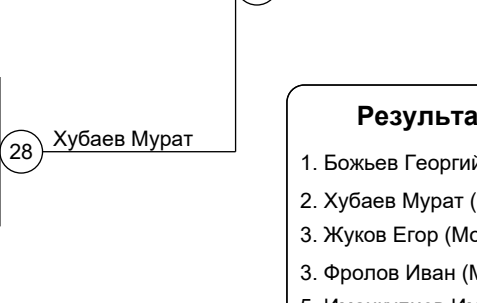 28
Хубаев Мурат
Результа
1. Божьев Георгий
2. Хубаев Мурат (
3. Жуков Егор (Мо
3. Фролов Иван (М